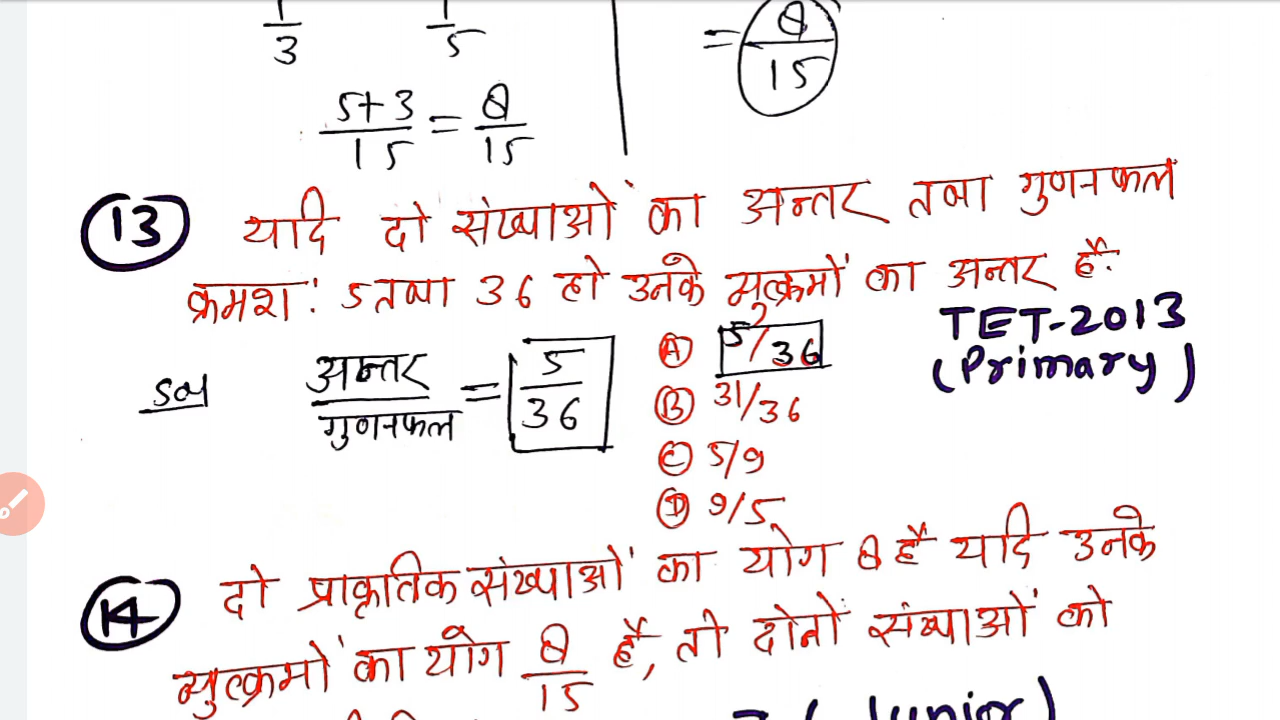 1/3 1/5 = 8/15
5+3/15 = 8/15
13 यदि दो संख्याओं का अन्तर तथा गुणनफल
क्रमश: 5 तथा 36 हो उनके व्युत्क्रमों का अन्तर है:
TET-2013
(Primary)
Sol अन्तर/गुणनफल = 5/36
A 5/36
B 31/36
C 5/9
D 9/5
14 दो प्राकृतिक संख्याओं का योग 8 है यदि उनके
व्युत्क्रमों का योग 8/15 है, तो दोनों संख्याओं को
(Junior)